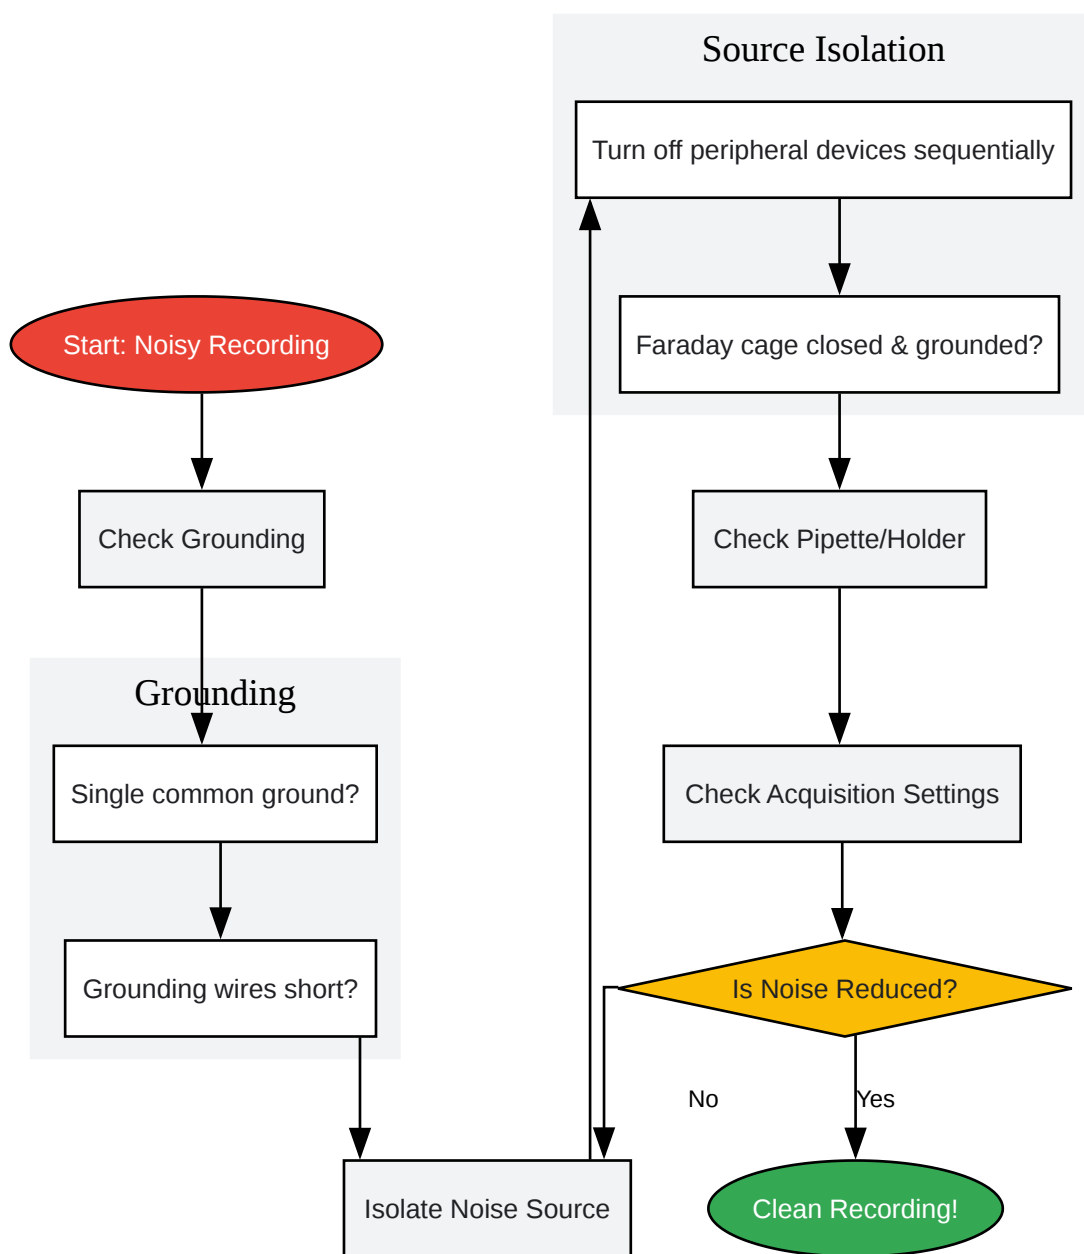 Source Isolation
Turn off peripheral devices sequentially
Faraday cage closed & grounded?
Start: Noisy Recording
Check Grounding
Check Pipette/Holder
Grounding
Single common ground?
Check Acquisition Settings
Grounding wires short?
Is Noise Reduced?
No
Yes
Isolate Noise Source
Clean Recording!